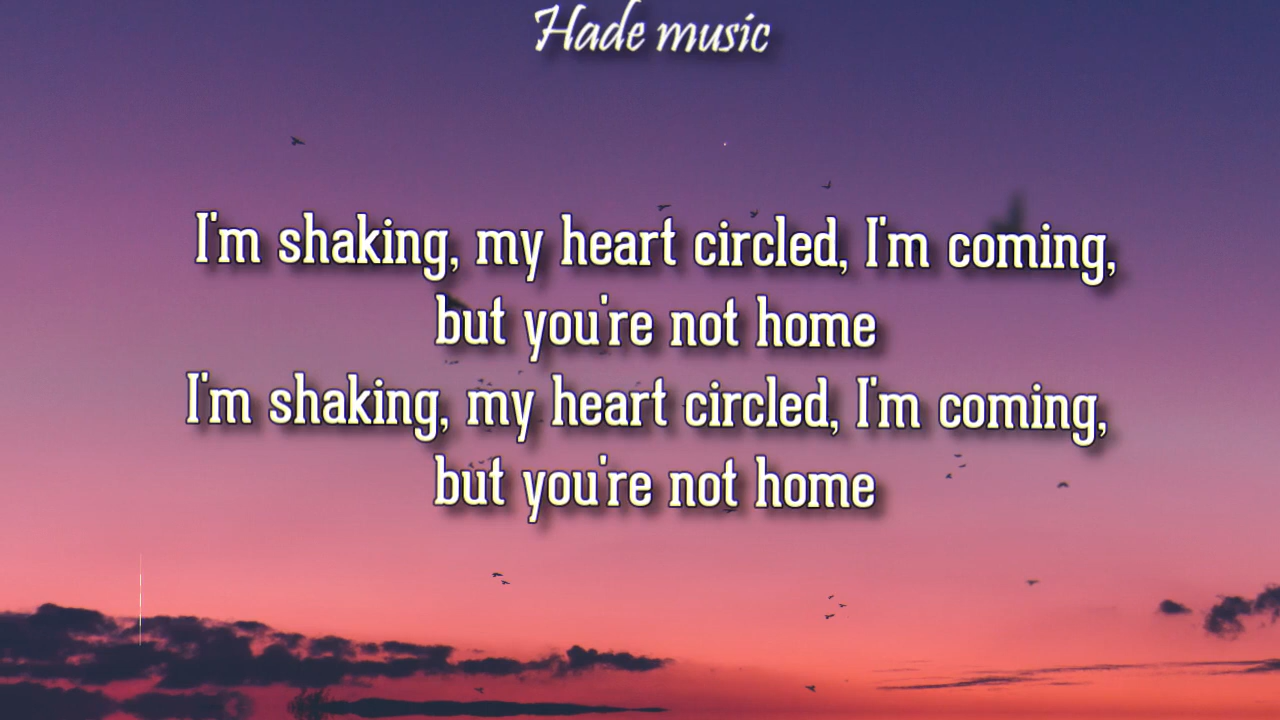 Hade music
I'm shaking, my heart circled, I'm coming,
but you're not home
I'm shaking, my heart circled, I'm coming,
but you're not home